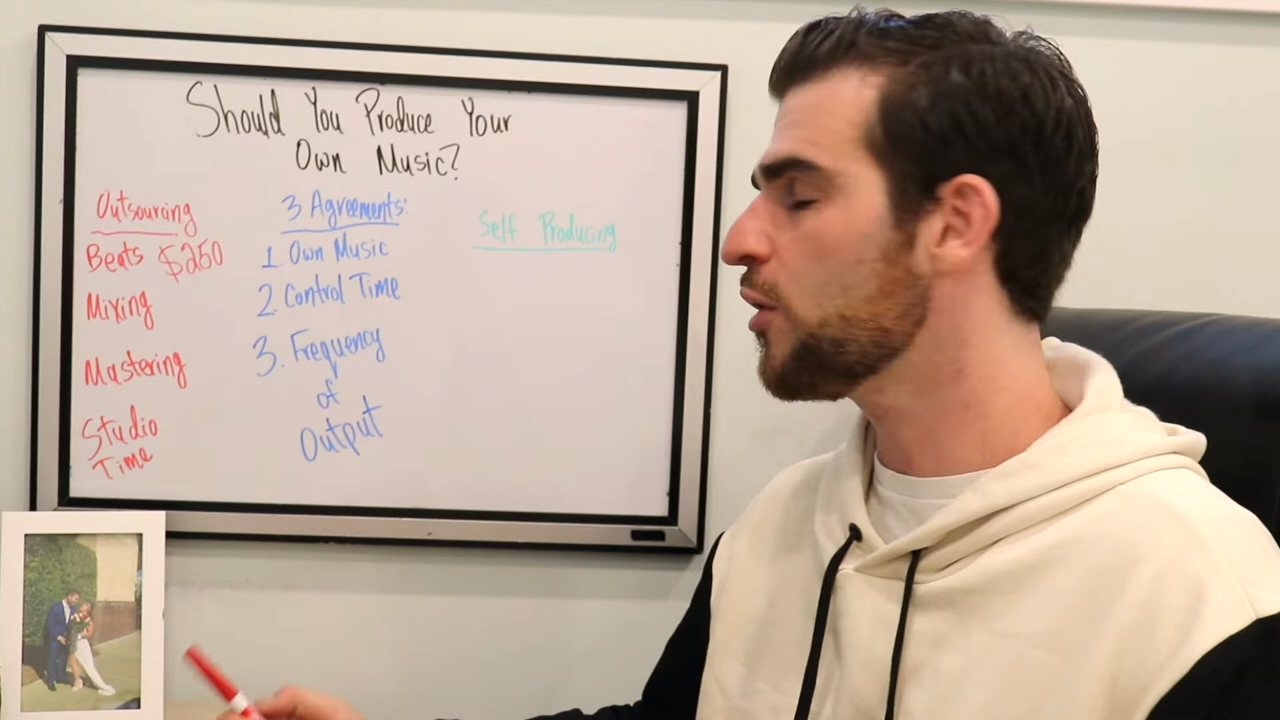 Should You Produce Your
Own Music?
Outsourcing
Beats $250
Mixing
Mastering
Studio
Time
3 Agreements:
1. Own Music
2. Control Time
3. Frequency
of
Output
Self Producing